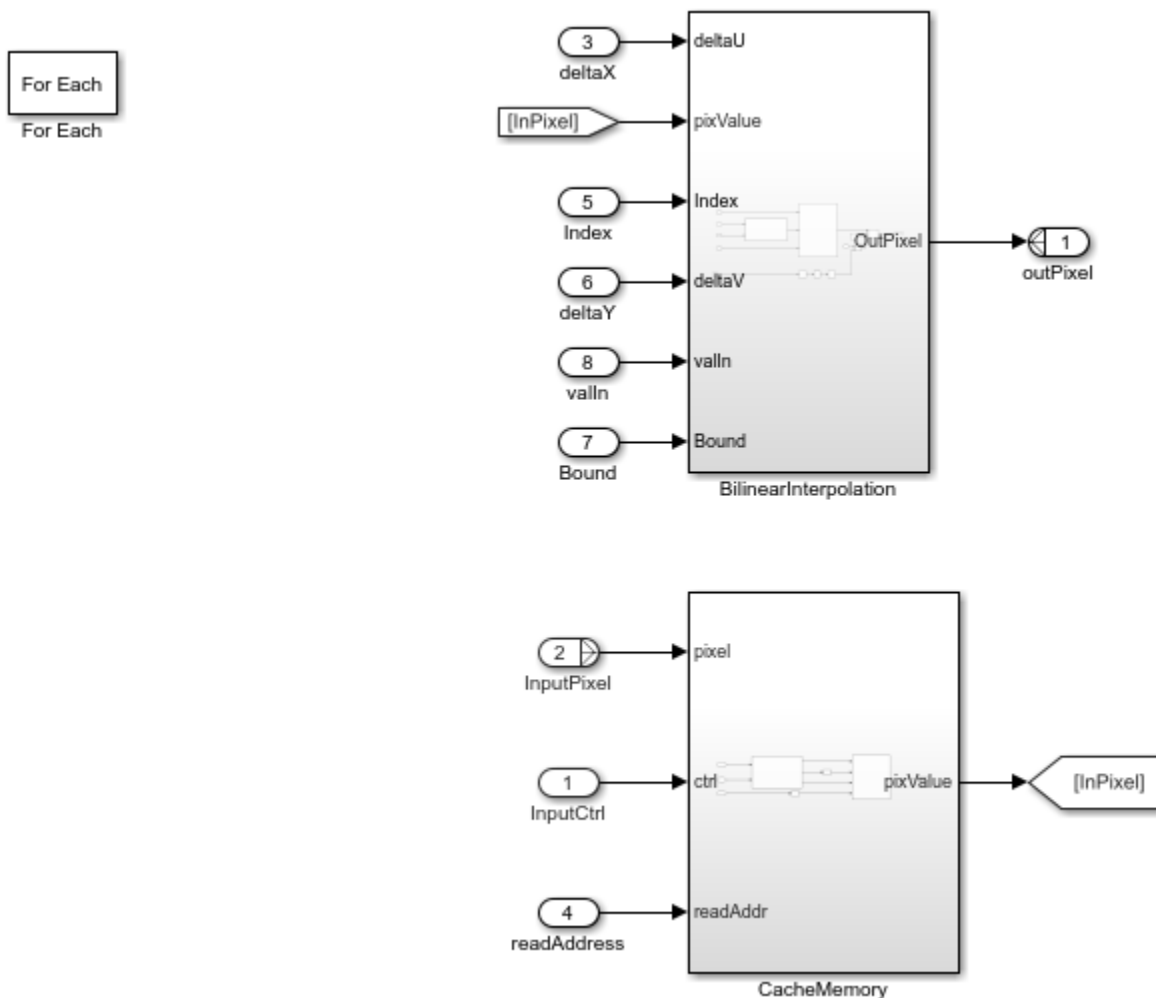 For Each
For Each
3
deltaX
deltaU
[InPixel]
pixValue
5
Index
Index
OutPixel
1
outPixel
6
deltaY
deltaV
8
valIn
valIn
7
Bound
Bound
BilinearInterpolation
2
InputPixel
pixel
1
InputCtrl
ctrl
pixValue
[InPixel]
4
readAddress
readAddr
CacheMemory